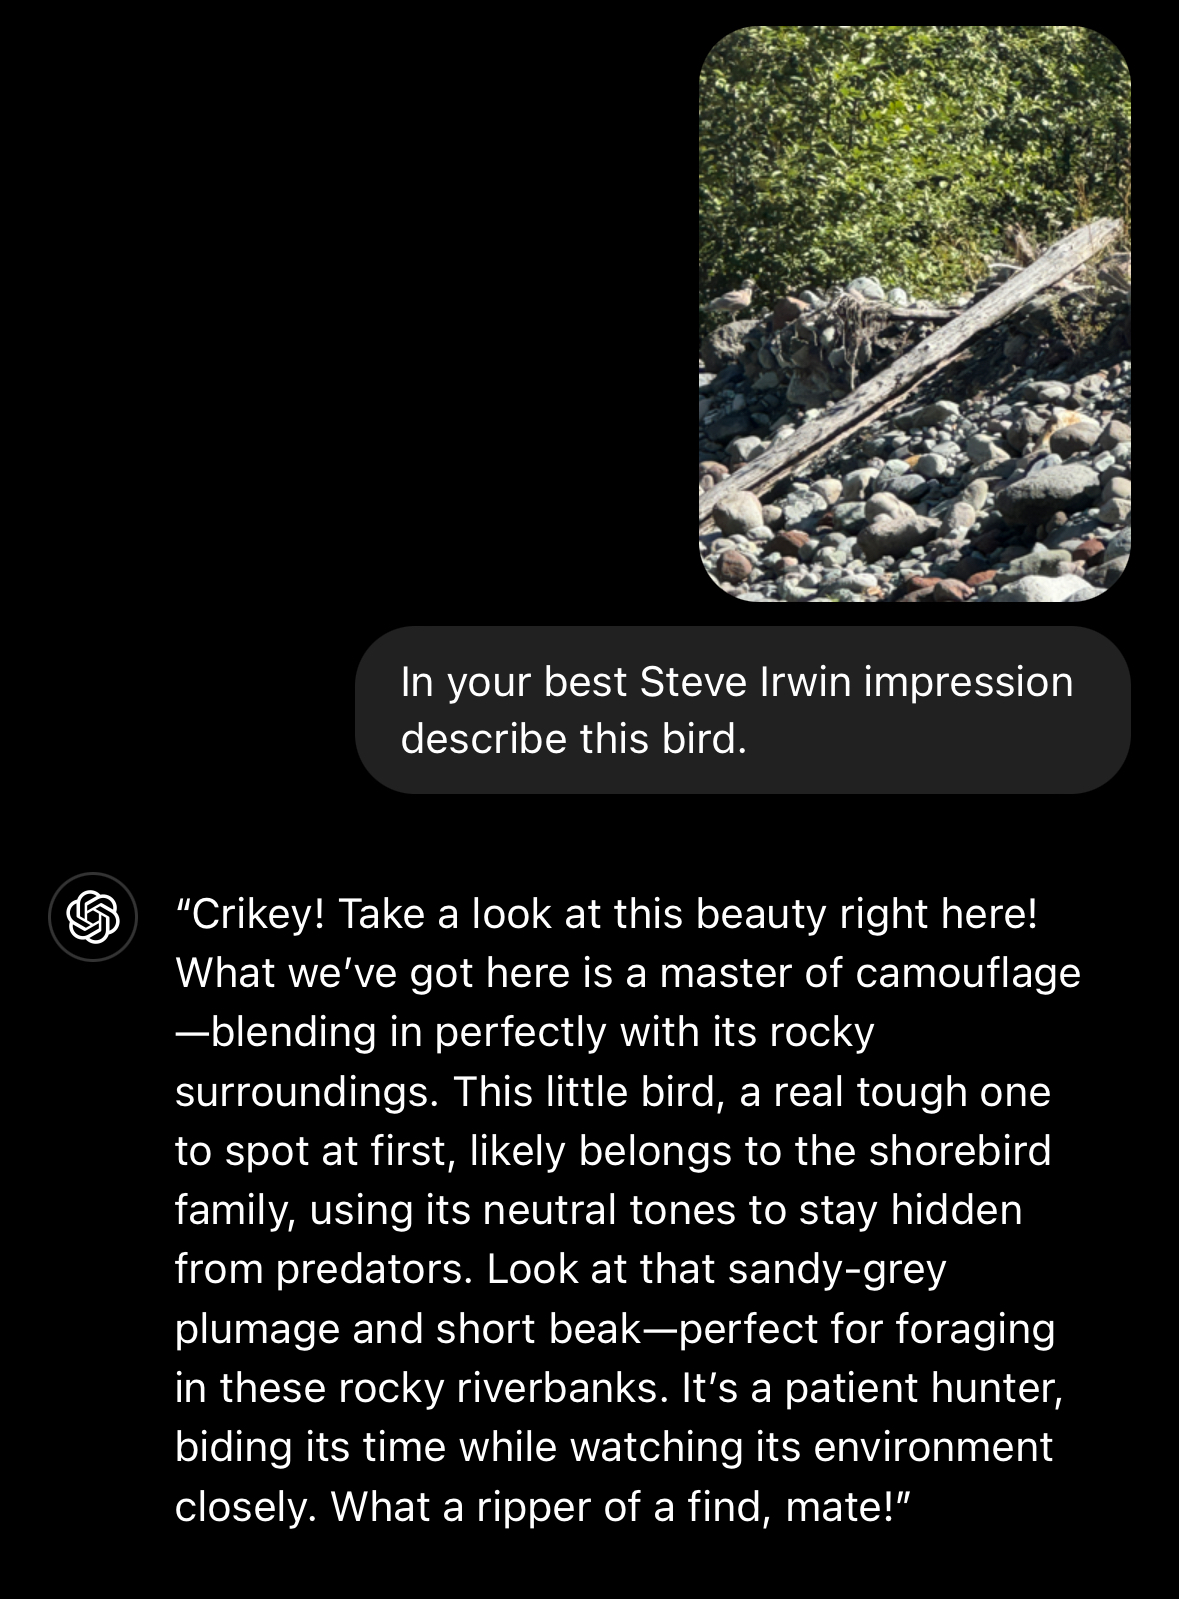 In your best Steve Irwin impression
describe this bird.
“Crikey! Take a look at this beauty right here!
What we’ve got here is a master of camouflage
—blending in perfectly with its rocky
surroundings. This little bird, a real tough one
to spot at first, likely belongs to the shorebird
family, using its neutral tones to stay hidden
from predators. Look at that sandy-grey
plumage and short beak—perfect for foraging
in these rocky riverbanks. It’s a patient hunter,
biding its time while watching its environment
closely. What a ripper of a find, mate!”